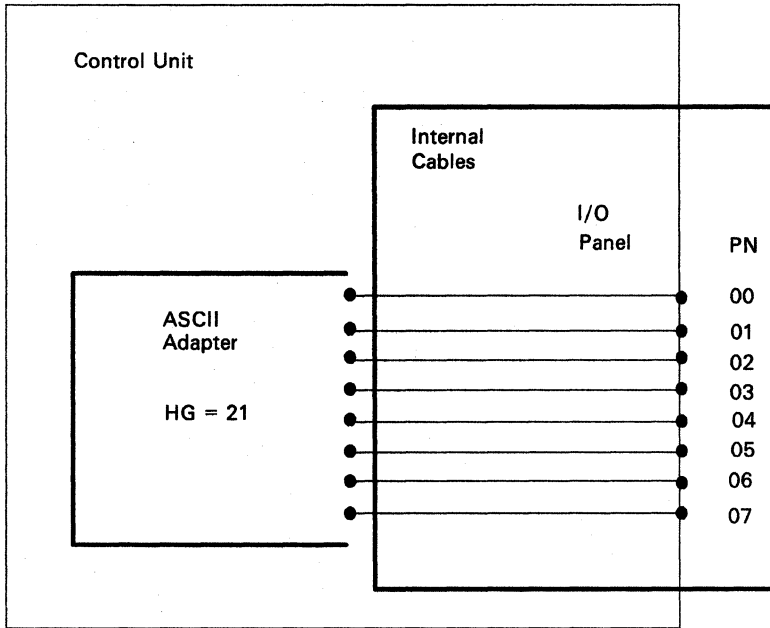 Control Unit
Internal
Cables
I/O
Panel
PN
ASCII
Adapter
HG = 21
00
01
02
03
04
05
06
07